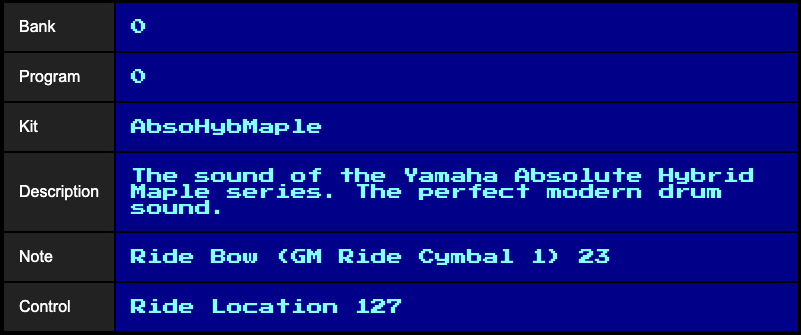 Bank 0
Program 0
Kit AbsoHybMaple
Description The sound of the Yamaha Absolute Hybrid
Maple series. The perfect modern drum
sound.
Note Ride Bow (GM Ride Cymbal 1) 23
Control Ride Location 127